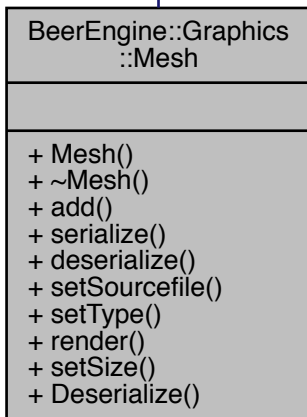 BeerEngine::Graphics
::Mesh
+ Mesh()
+ ~Mesh()
+ add()
+ serialize()
+ deserialize()
+ setSourcefile()
+ setType()
+ render()
+ setSize()
+ Deserialize()